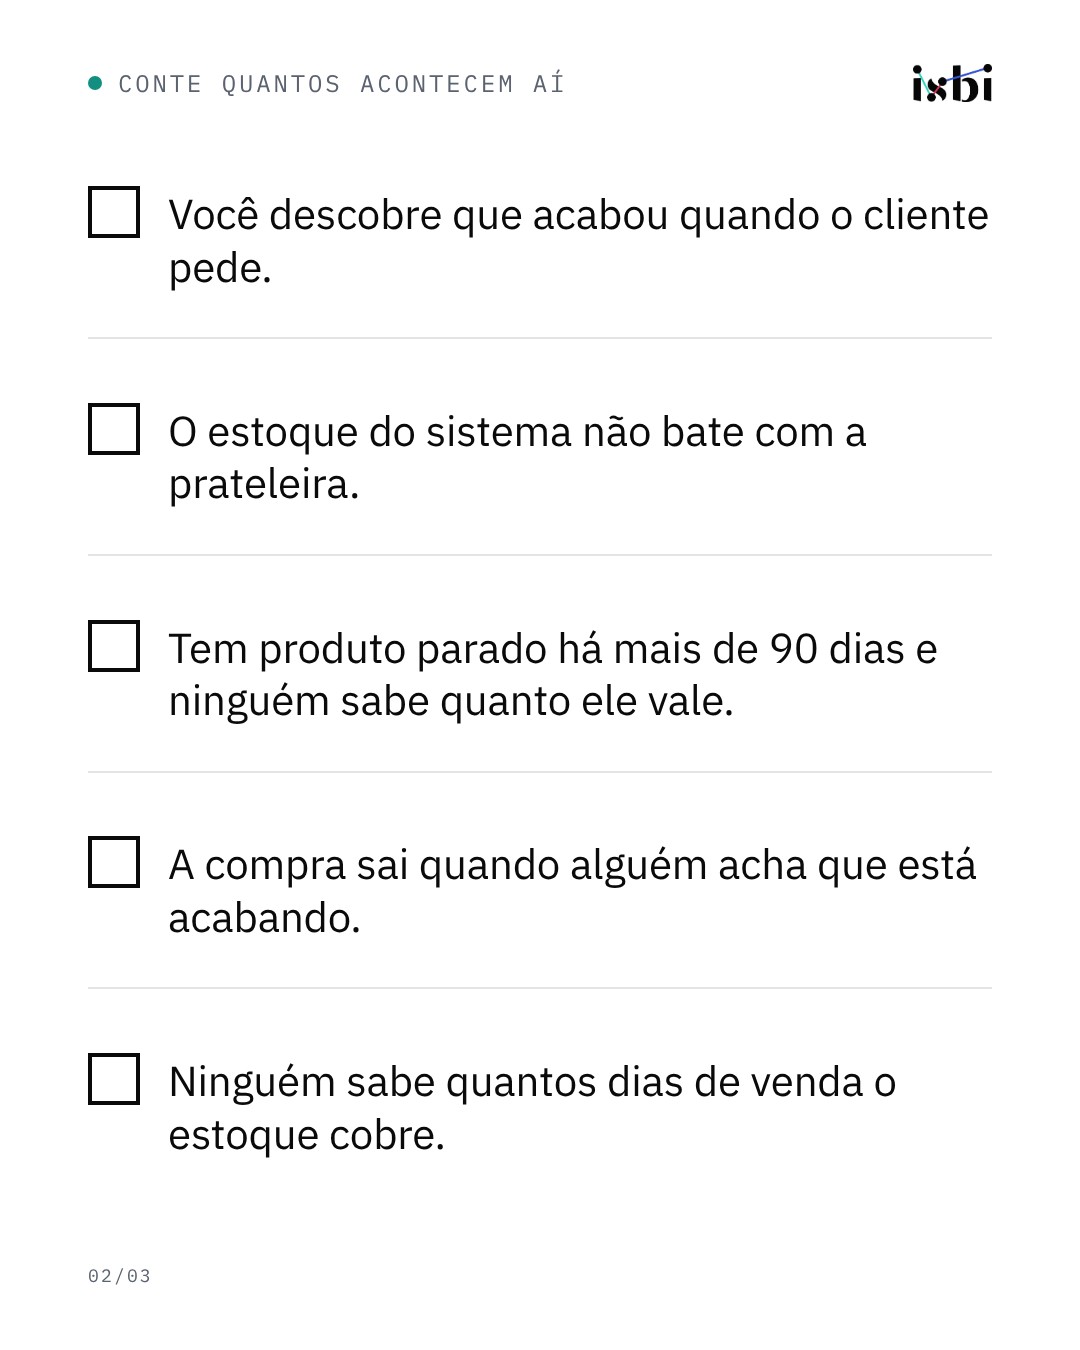 CONTE QUANTOS ACONTECEM AÍ
ixbi
Você descobre que acabou quando o cliente
pede.
O estoque do sistema não bate com a
prateleira.
Tem produto parado há mais de 90 dias e
ninguém sabe quanto ele vale.
A compra sai quando alguém acha que está
acabando.
Ninguém sabe quantos dias de venda o
estoque cobre.
02/03